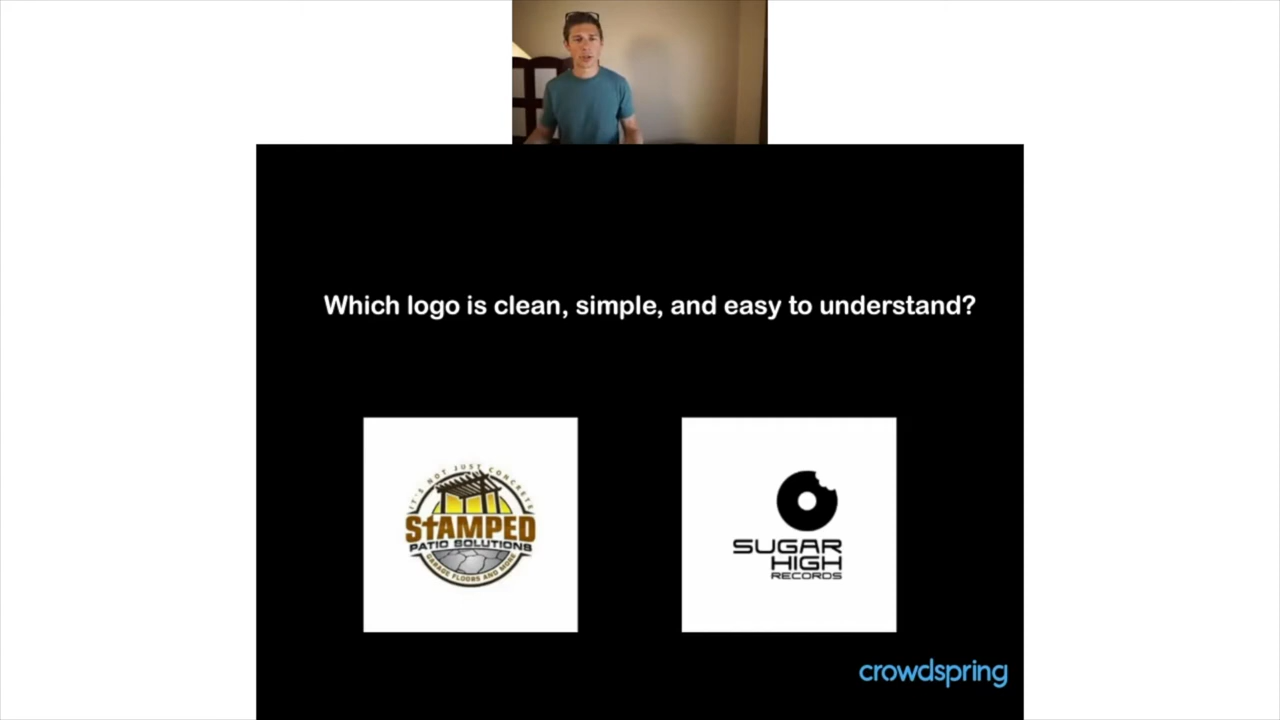 Which logo is clean, simple, and easy to understand?
IT'S NOT JUST CONCRETE
STAMPED
PATIO SOLUTIONS
GARAGE FLOORS AND MORE
SUGAR
HIGH
RECORDS
crowdspring